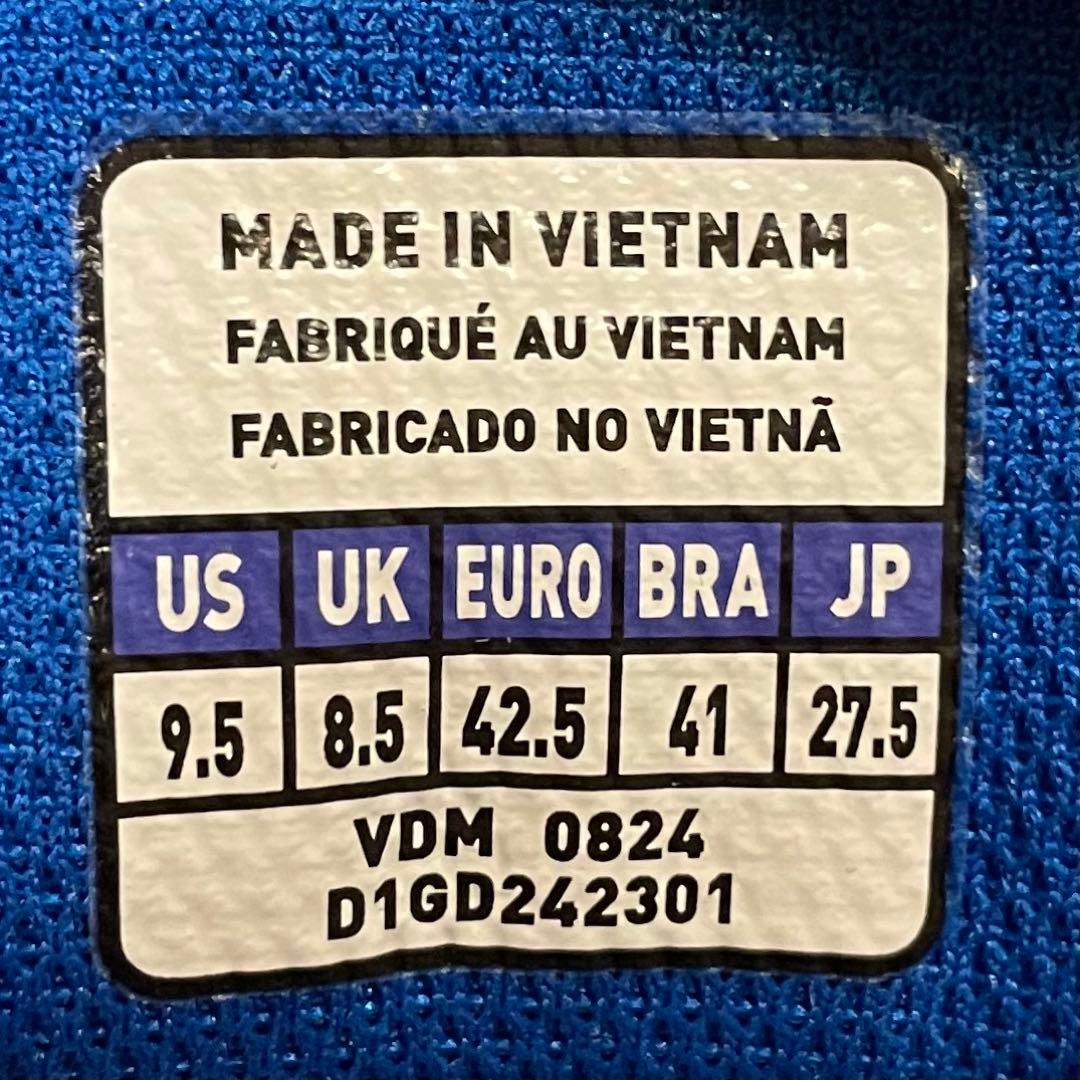 MADE IN VIETNAM
FABRIQUÉ AU VIETNAM
FABRICADO NO VIETNÃ
US UK EURO BRA JP
9.5 8.5 42.5 41 27.5
VDM 0824
D1GD242301